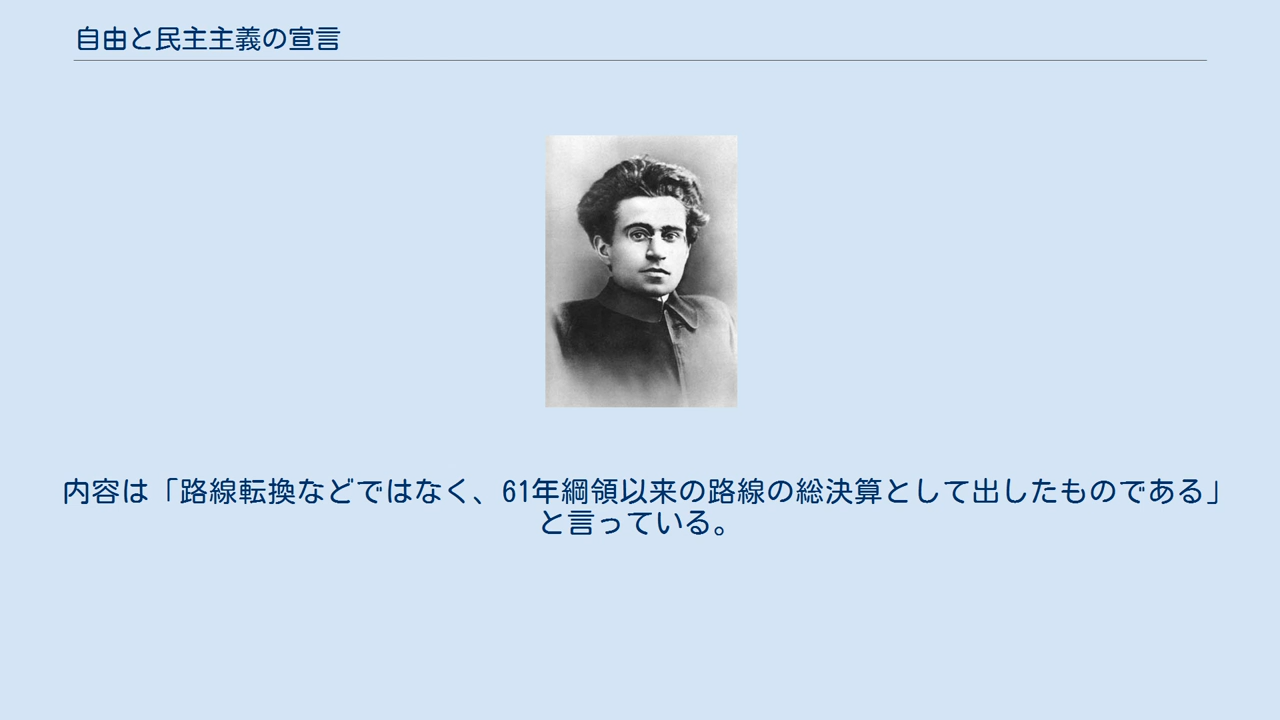 自由と民主主義の宣言
内容は「路線転換などではなく、61年綱領以来の路線の総決算として出したものである」
と言っている。